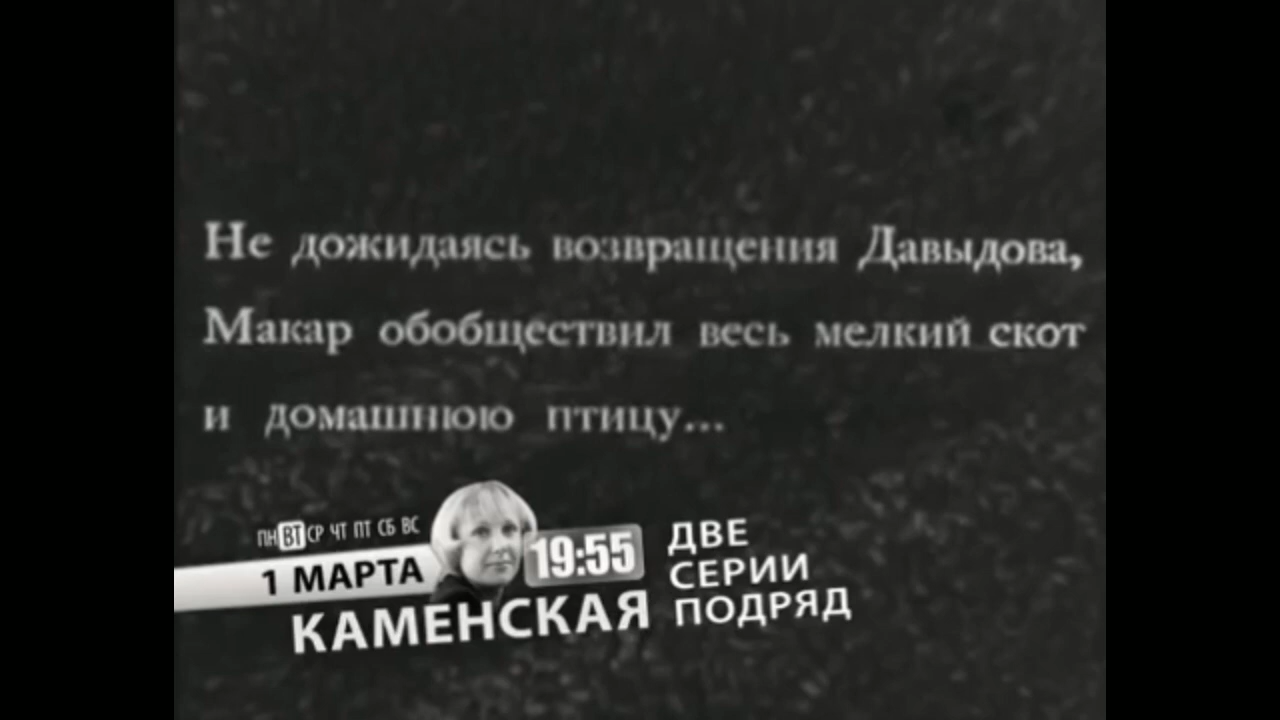 Не дожидаясь возвращения Давыдова,
Макар обобществил весь мелкий скот
и домашнюю птицу...
ПН ВТ СР ЧТ ПТ СБ ВС
1 МАРТА
19:55
КАМЕНСКАЯ
ДВЕ
СЕРИИ
ПОДРЯД